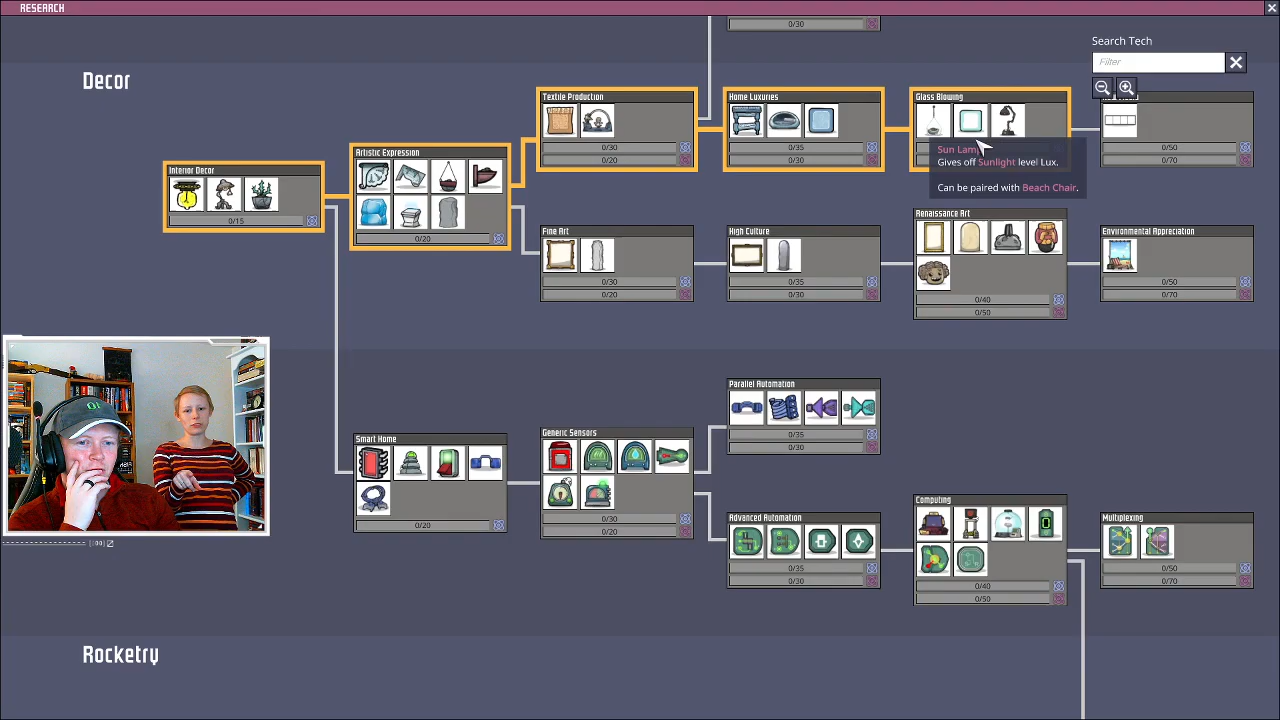 RESEARCH
0/30
Search Tech
Filter
Decor
Textile Production
0/30
0/20
Home Luxuries
0/35
0/30
Glass Blowing
0/50
0/70
Sun Lamp
Gives off Sunlight level Lux.
Can be paired with Beach Chair.
Artistic Expression
0/20
Interior Decor
0/15
Fine Art
0/30
0/20
High Culture
0/35
0/30
Renaissance Art
0/40
0/50
Environmental Appreciation
0/50
0/70
Parallel Automation
0/35
0/30
Smart Home
0/20
Generic Sensors
0/30
0/20
Advanced Automation
0/35
0/30
Computing
0/40
0/50
Multiplexing
0/50
0/70
Rocketry